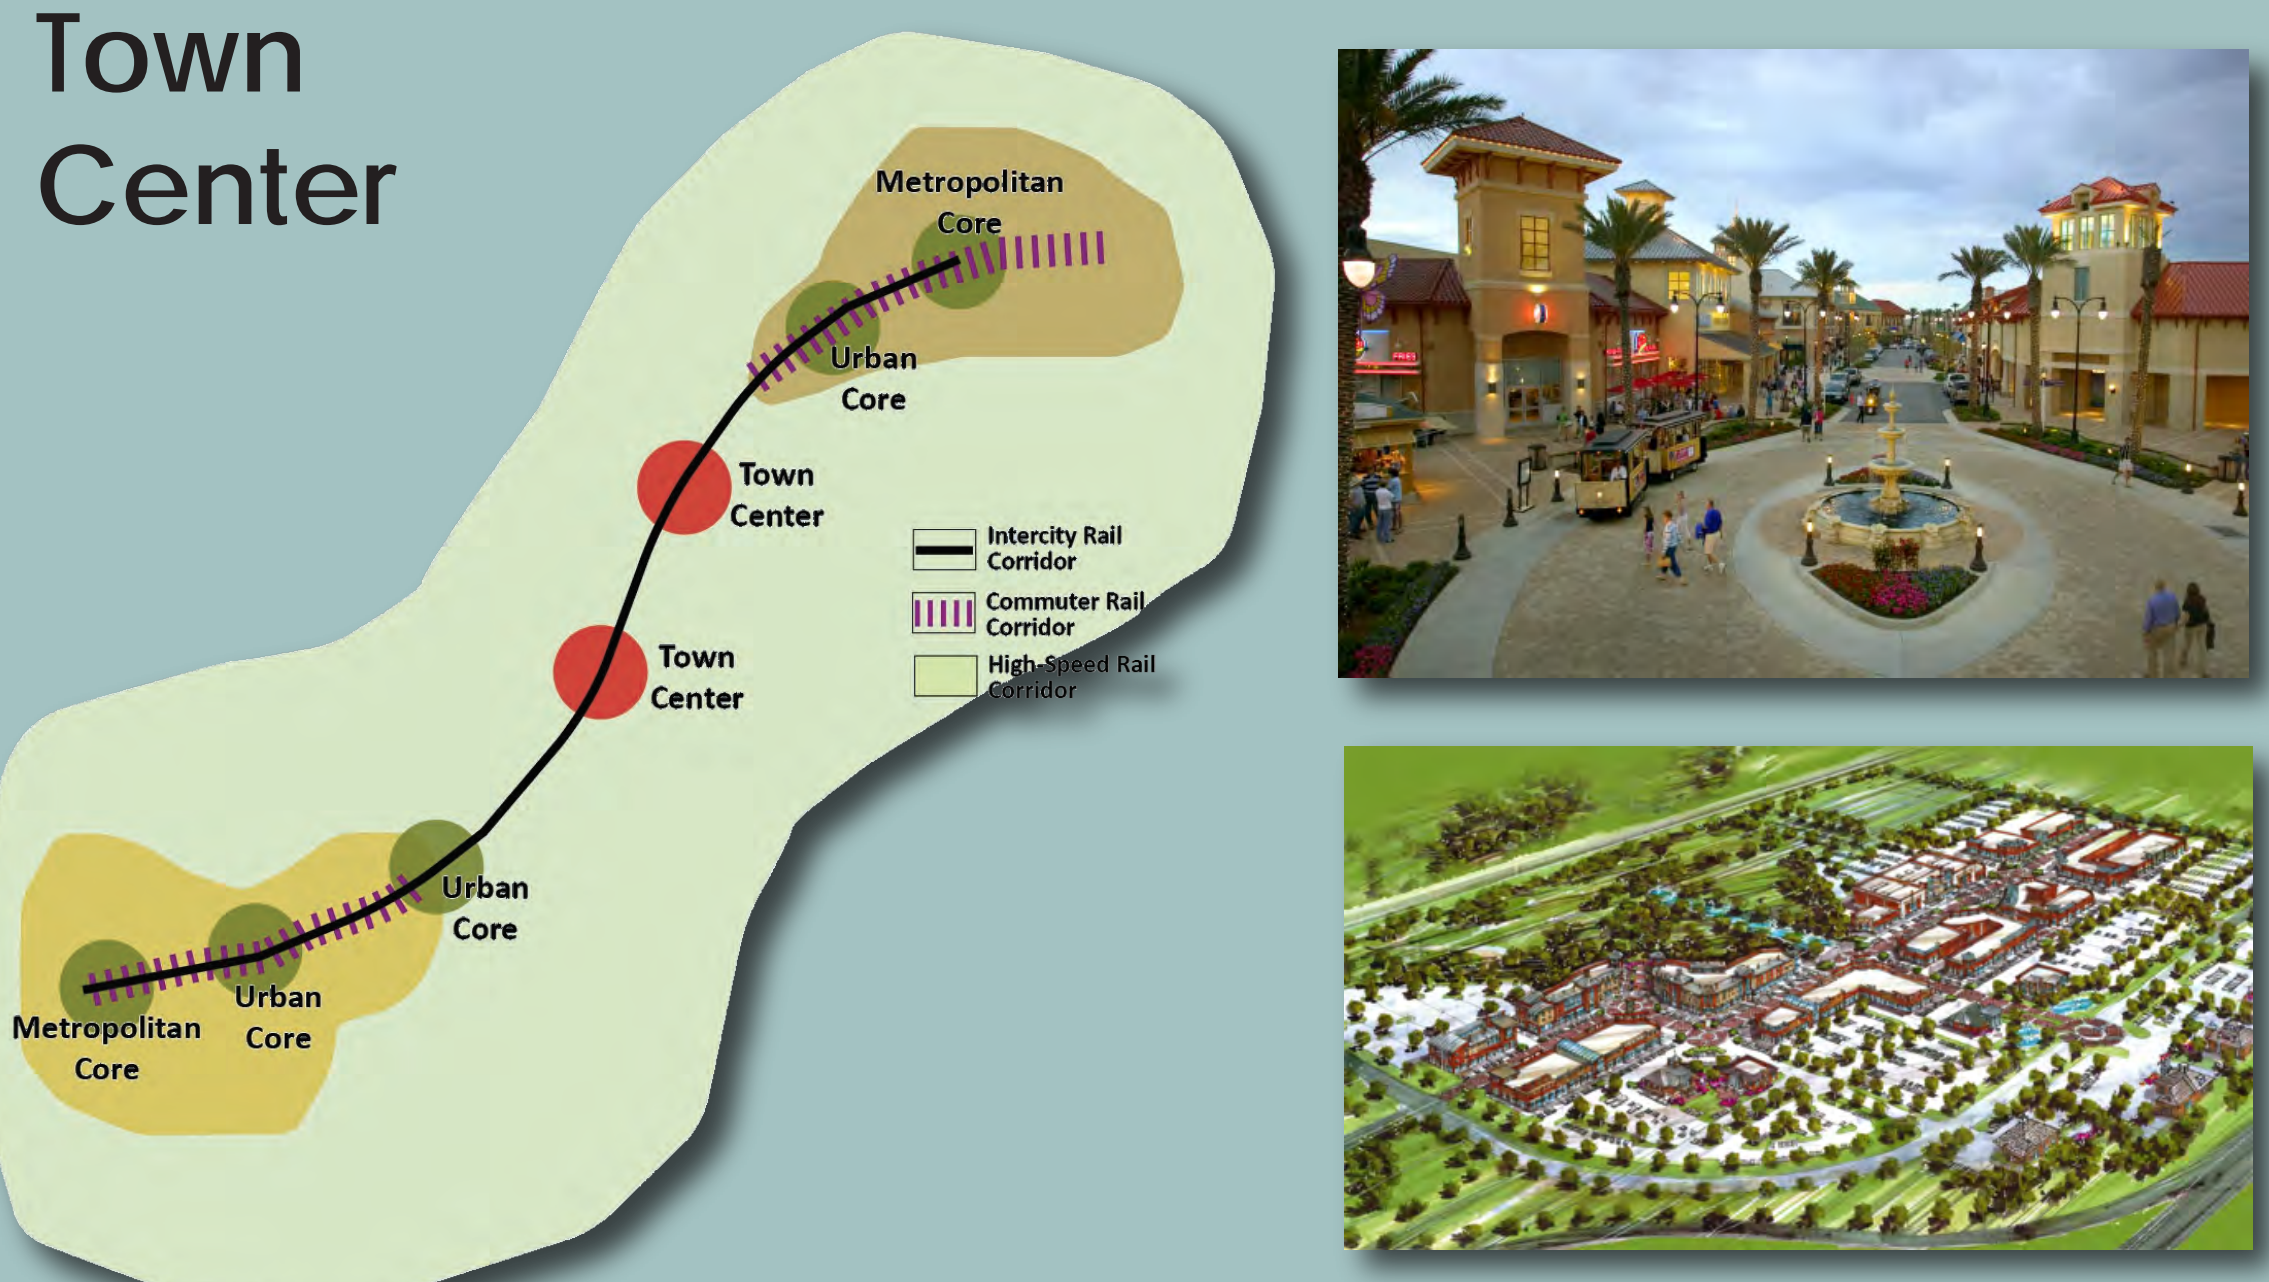 Town
Center
Metropolitan
Core
Urban
Core
Town
Center
Intercity Rail
Corridor
Commuter Rail
Corridor
High-Speed Rail
Corridor
Town
Center
Urban
Core
Urban
Core
Metropolitan
Core